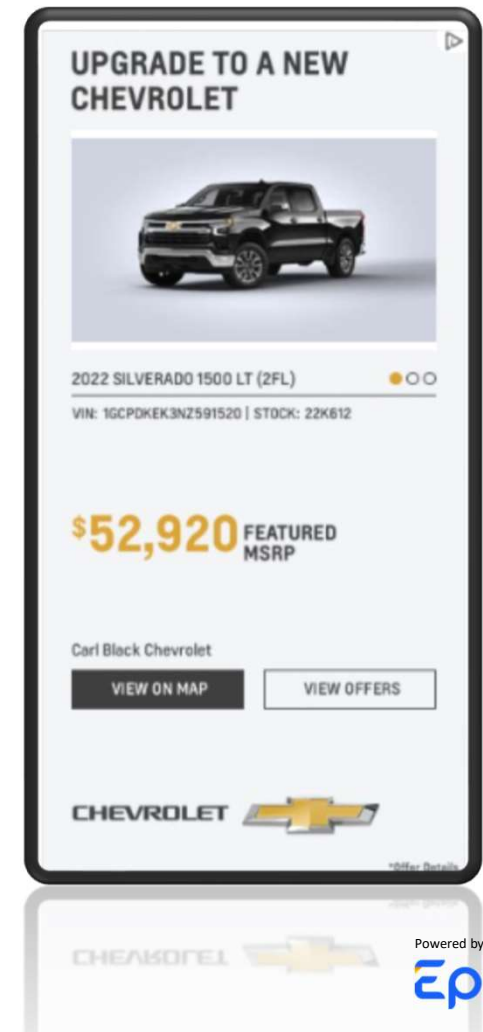 UPGRADE TO A NEW
CHEVROLET
2022 SILVERADO 1500 LT (2FL)
VIN: 1GCPDKEK3NZ591520 | STOCK: 22K612
$52,920 FEATURED
MSRP
Carl Black Chevrolet
VIEW ON MAP
VIEW OFFERS
CHEVROLET
*Offer Details
Powered by
Ep